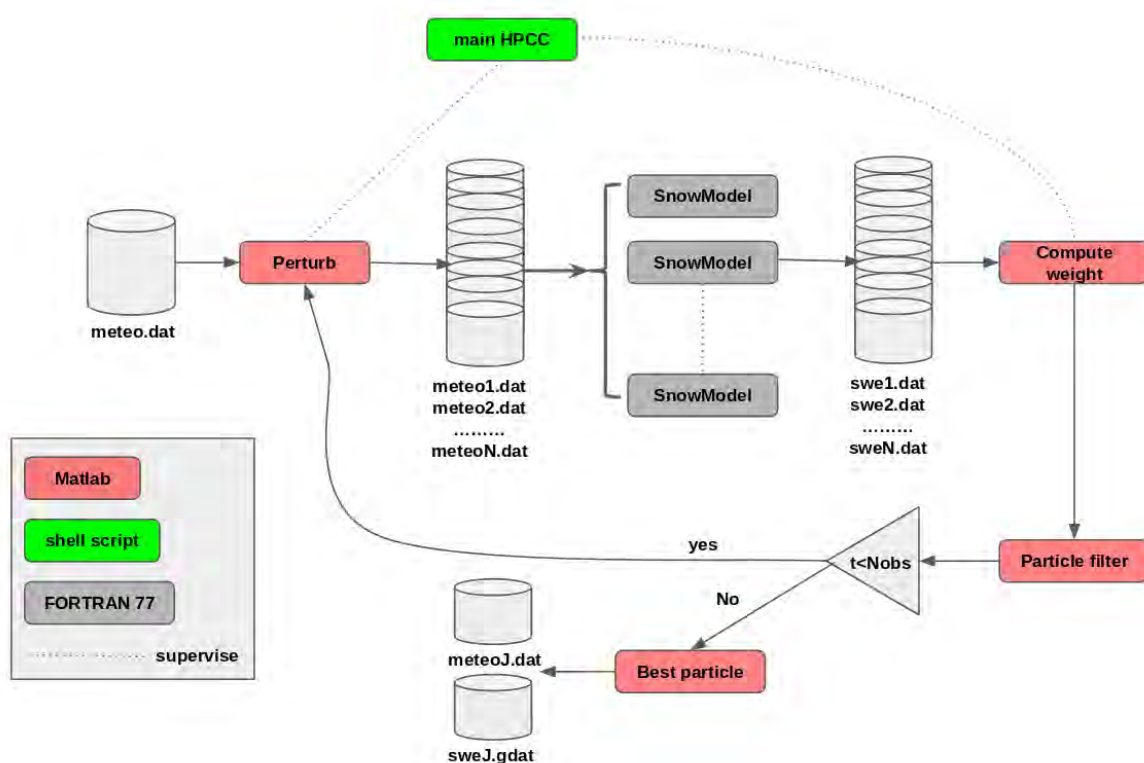 main HPCC
SnowModel
Perturb
SnowModel
Compute
weight
meteo.dat
meteo1.dat
meteo2.dat
.........
meteoN.dat
SnowModel
swe1.dat
swe2.dat
.........
sweN.dat
Matlab
shell script
FORTRAN 77
supervise
yes
t<Nobs
Particle filter
No
meteoJ.dat
Best particle
sweJ.gdat